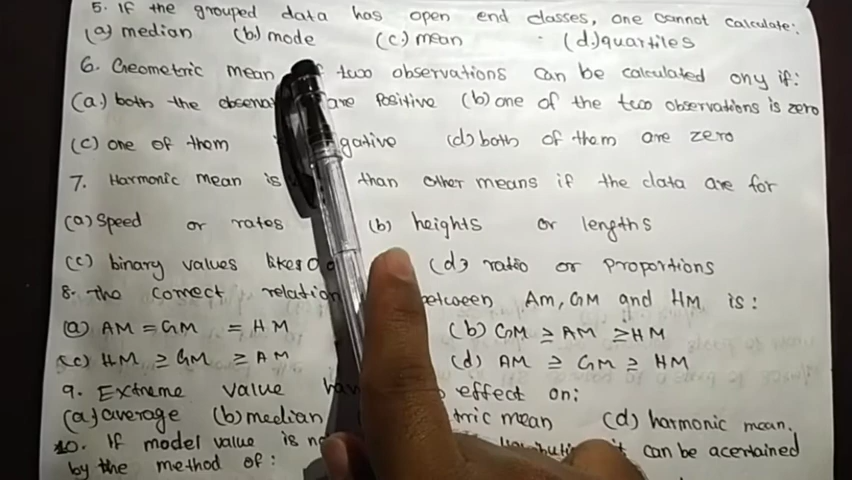 5. If the grouped data has open end classes, one cannot calculate:
(a) median (b) mode (c) mean (d.) quartiles
6. Geometric mean two observations can be calculated ony if:
(a.) both the are positive (b) one of the two observations is zero
(c) one of them (d) both of them are zero
7. Harmonic mean is than other means if the data are for
(a) Speed or rates (b) heights or lengths
(c) binary values likes 0 (d) ratio or proportions
8. The correct relation between Am, GM and HM is:
(a) AM = GM = HM (b) GM ≥ AM ≥ HM
(c) HM ≥ GM ≥ AM (d) AM ≥ GM ≥ HM
9. Extreme value effect on:
(a) average (b) median mean (d) harmonic mean.
10. If model value is can be acertained
by the method of: